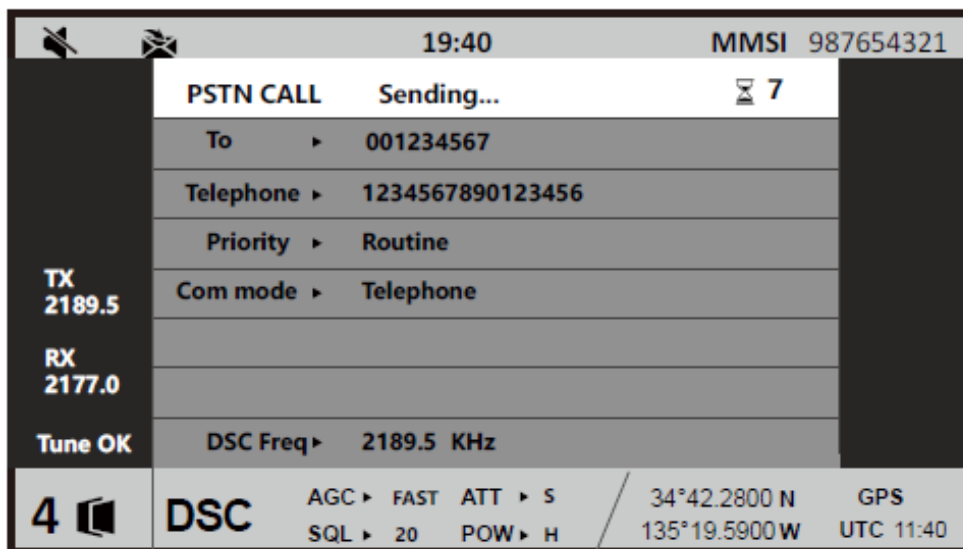 19:40 MMSI 987654321
PSTN CALL Sending... 7
To ▸ 001234567
Telephone ▸ 1234567890123456
Priority ▸ Routine
Com mode ▸ Telephone
TX
2189.5
RX
2177.0
Tune OK
DSC Freq ▸ 2189.5 KHz
4 DSC
AGC ▸ FAST ATT ▸ S
SQL ▸ 20 POW ▸ H
34°42.2800 N GPS
135°19.5900 W UTC 11:40